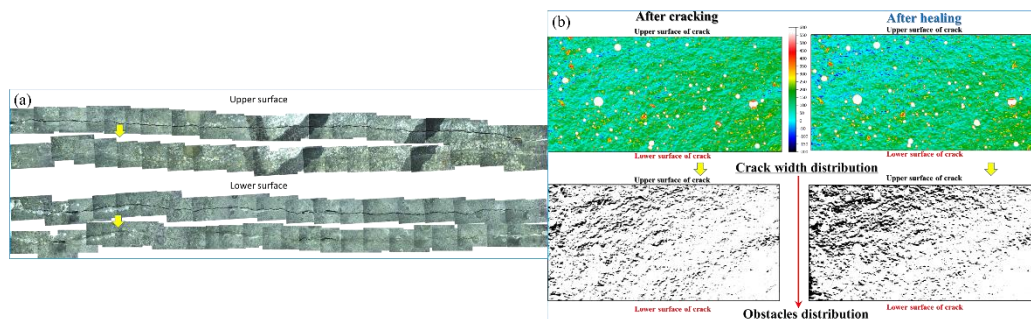 (a)
Upper surface
Lower surface
(b)
After cracking
After healing
Upper surface of crack
Upper surface of crack
Lower surface of crack
Lower surface of crack
Crack width distribution
Upper surface of crack
Upper surface of crack
Lower surface of crack
Lower surface of crack
Obstacles distribution